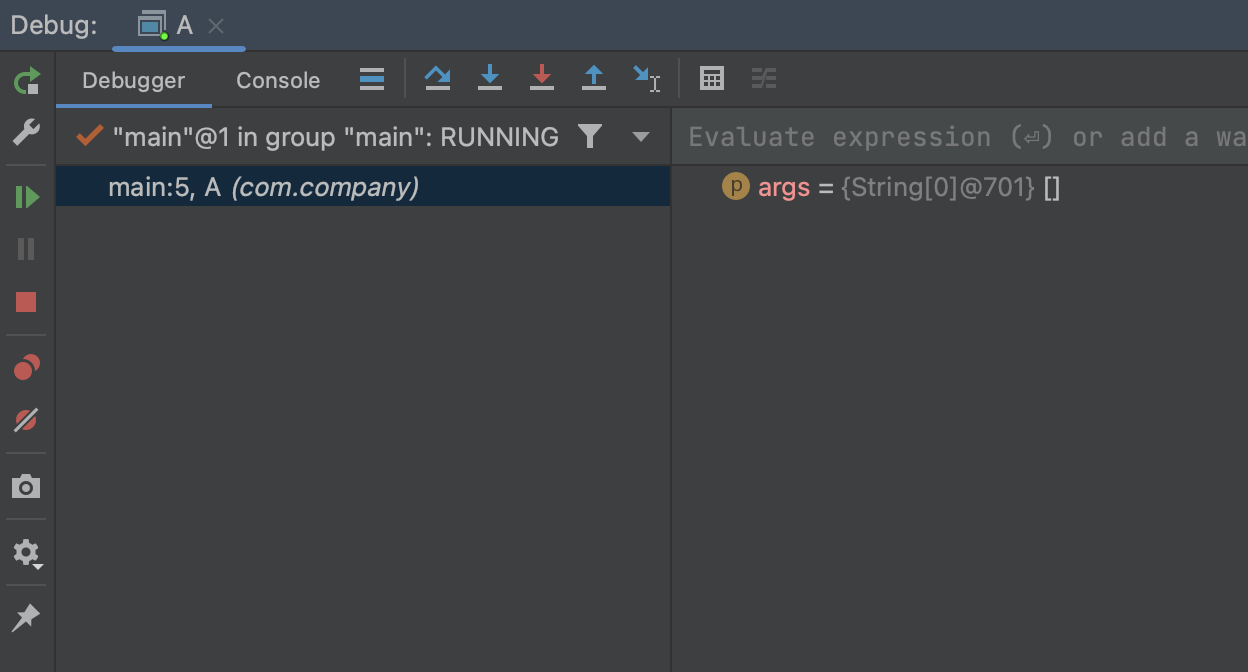 Debug: A
Debugger Console
"main"@1 in group "main": RUNNING
Evaluate expression (⏎) or add a wa
main:5, A (com.company)
p args = {String[0]@701} []